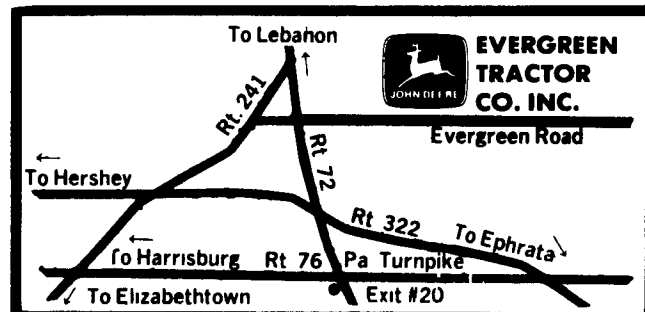 To Lebanon
EVERGREEN
TRACTOR
CO. INC.
JOHN DEERE
Rt. 241
Evergreen Road
To Hershey
Rt 72
Rt 322
To Ephrata
To Harrisburg
Rt 76 Pa Turnpike
To Elizabethtown
Exit #20